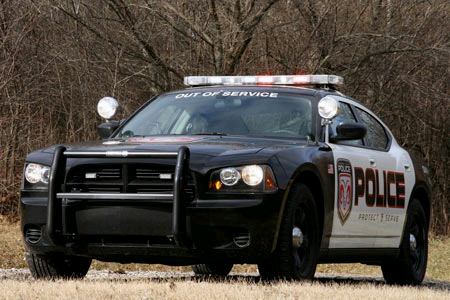 OUT OF SERVICE
POLICE
PROTECT & SERVE